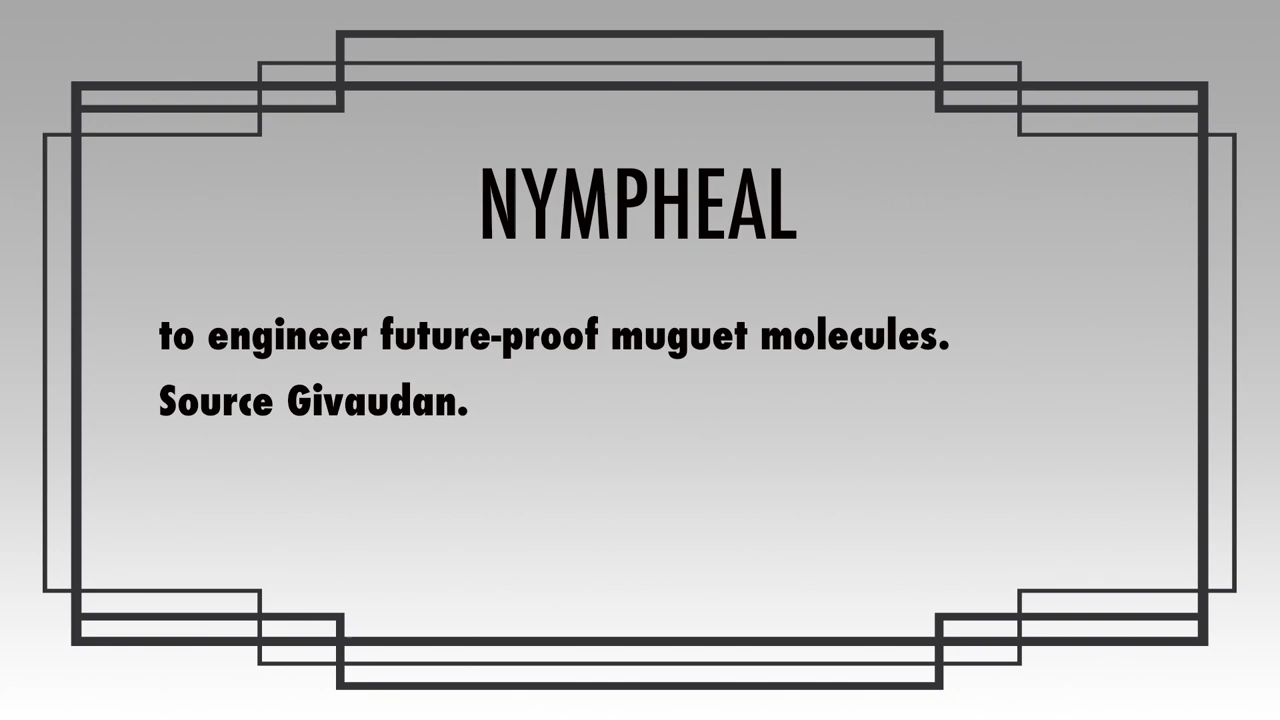 NYMPHEAL
to engineer future-proof muguet molecules.
Source Givaudan.